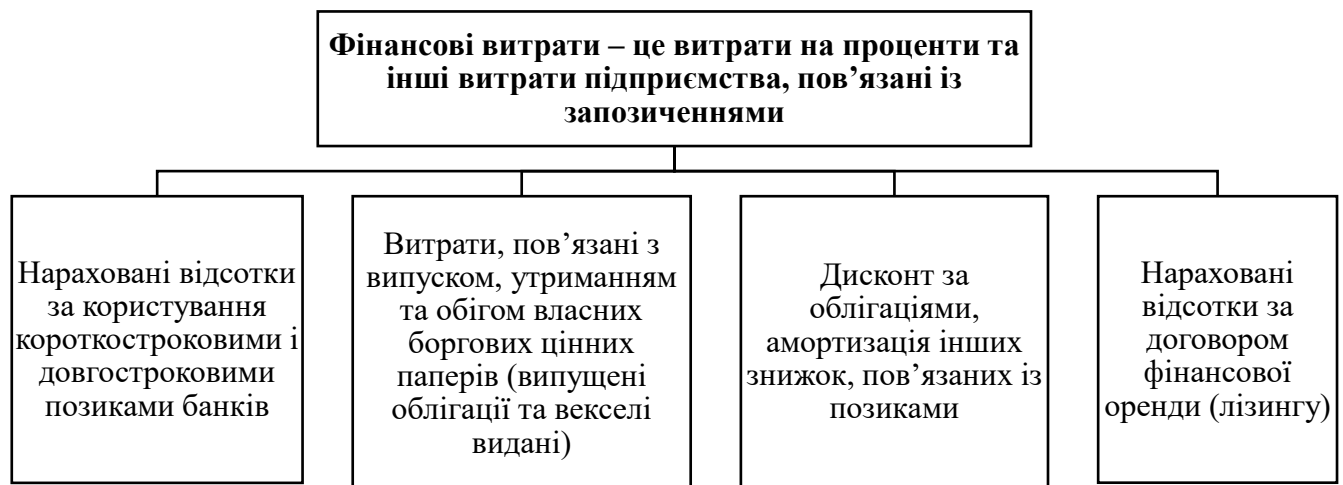 Фінансові витрати – це витрати на проценти та
інші витрати підприємства, пов’язані із
запозиченнями
Нараховані відсотки
за користування
короткостроковими і
довгостроковими
позиками банків
Витрати, пов’язані з
випуском, утриманням
та обігом власних
боргових цінних
паперів (випущені
облігації та векселі
видані)
Дисконт за
облігаціями,
амортизація інших
знижок, пов’язаних із
позиками
Нараховані
відсотки за
договором
фінансової
оренди (лізингу)